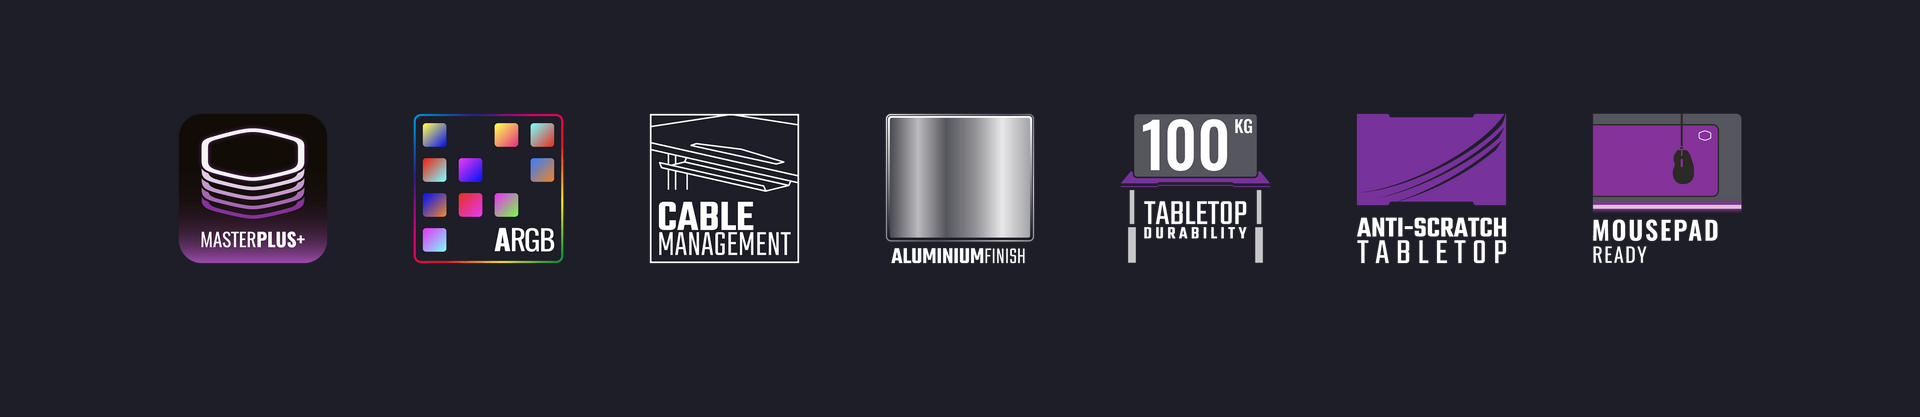 MASTERPLUS+
ARGB
CABLE
MANAGEMENT
ALUMINIUMFINISH
100 KG
TABLETOP
DURABILITY
ANTI-SCRATCH
TABLETOP
MOUSEPAD
READY